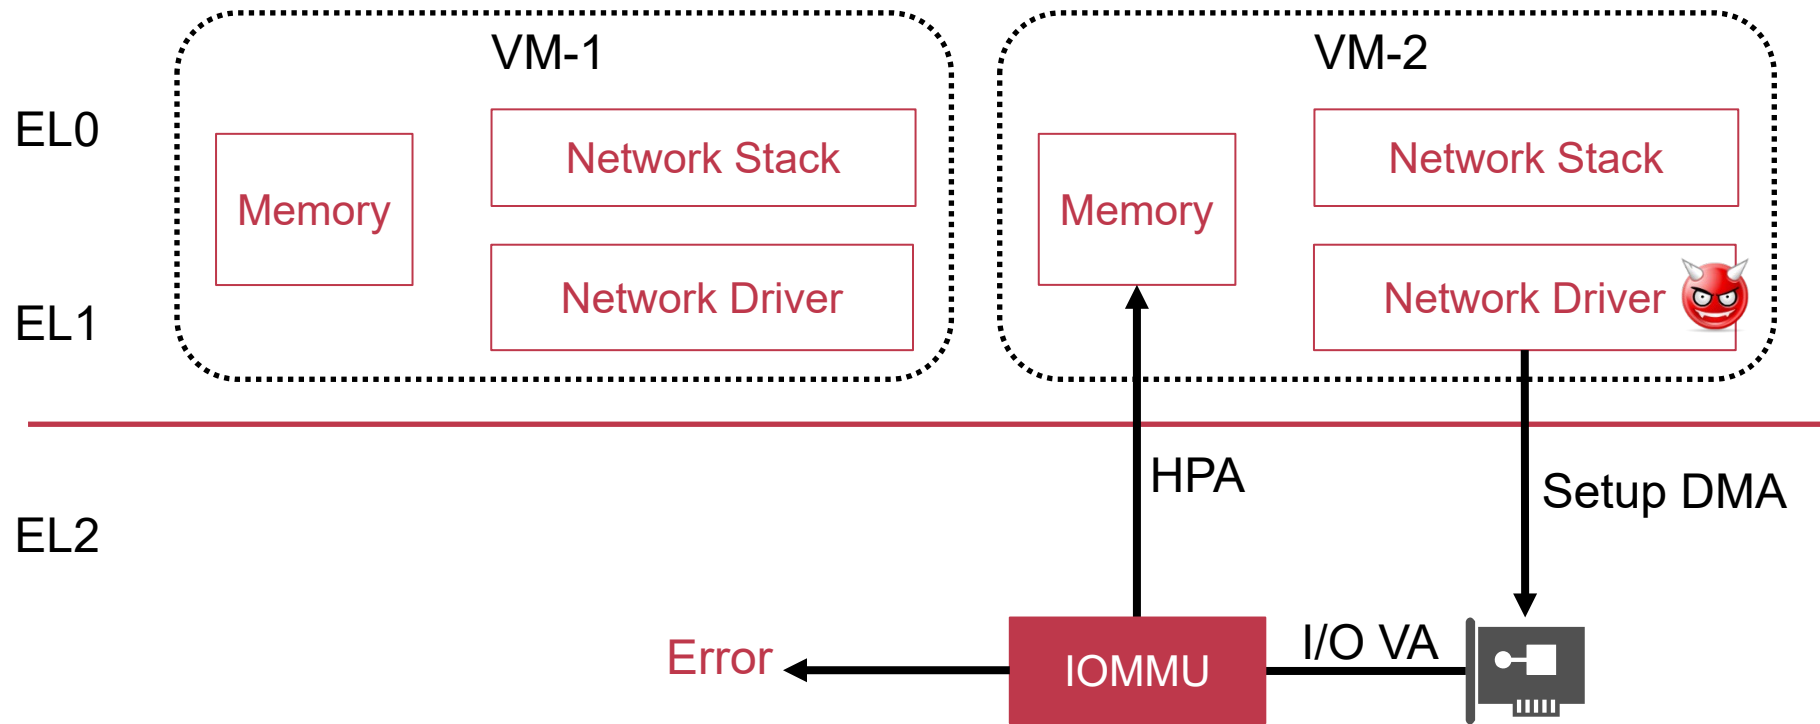 VM-1
VM-2
EL0
Network Stack
Network Stack
Memory
Memory
Network Driver
Network Driver
EL1
HPA
Setup DMA
EL2
I/O VA
Error
IOMMU